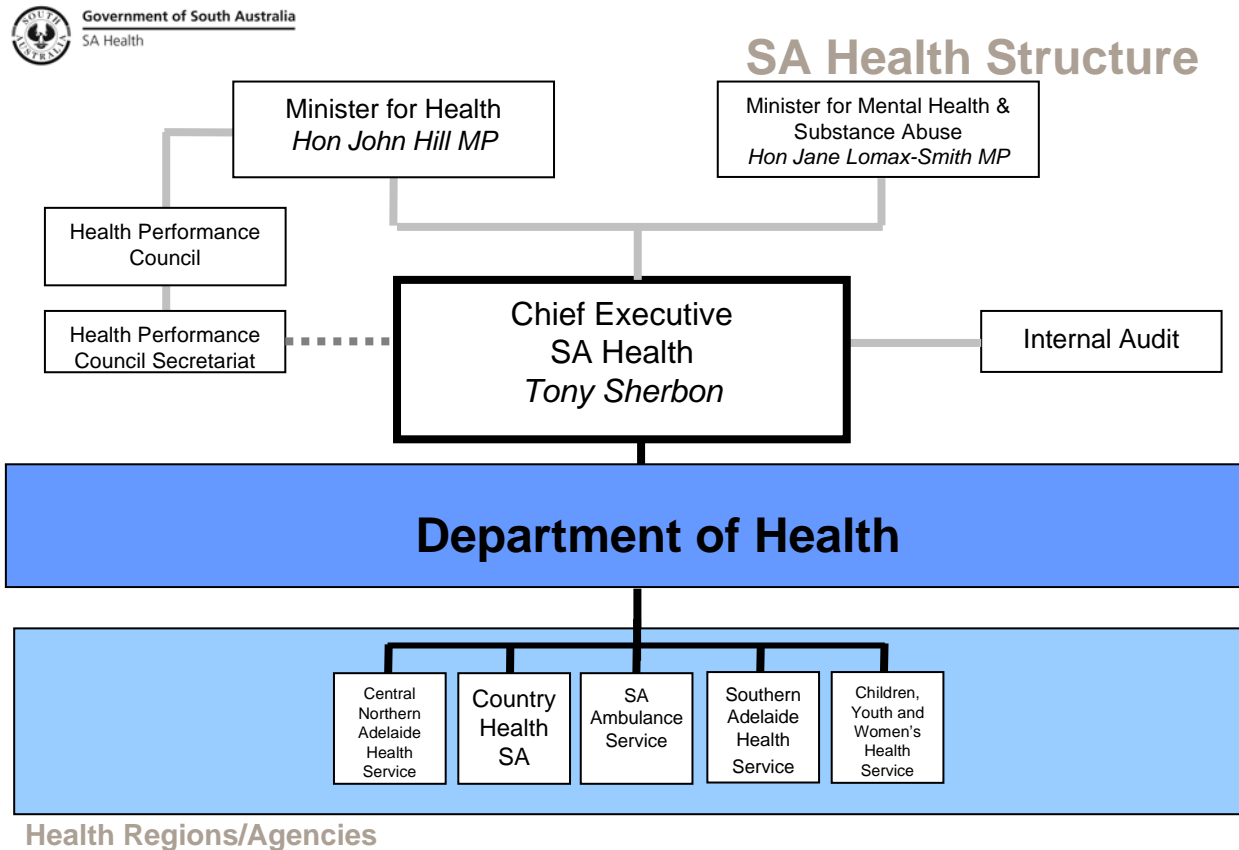 Government of South Australia
SA Health
SOUTH AUSTRALIA
SA Health Structure
Minister for Health
Hon John Hill MP
Minister for Mental Health &
Substance Abuse
Hon Jane Lomax-Smith MP
Health Performance
Council
Health Performance
Council Secretariat
Chief Executive
SA Health
Tony Sherbon
Internal Audit
Department of Health
Central
Northern
Adelaide
Health
Service
Country
Health
SA
SA
Ambulance
Service
Southern
Adelaide
Health
Service
Children,
Youth and
Women's
Health
Service
Health Regions/Agencies